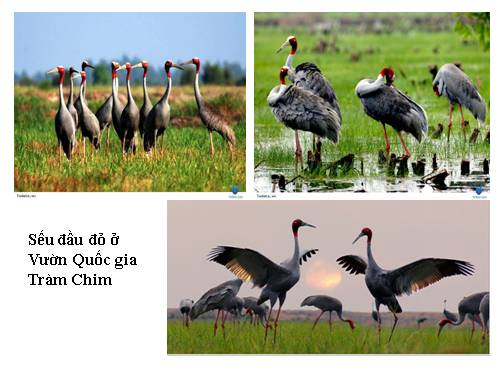 Sếu đầu đỏ ở
Vườn Quốc gia
Tràm Chim